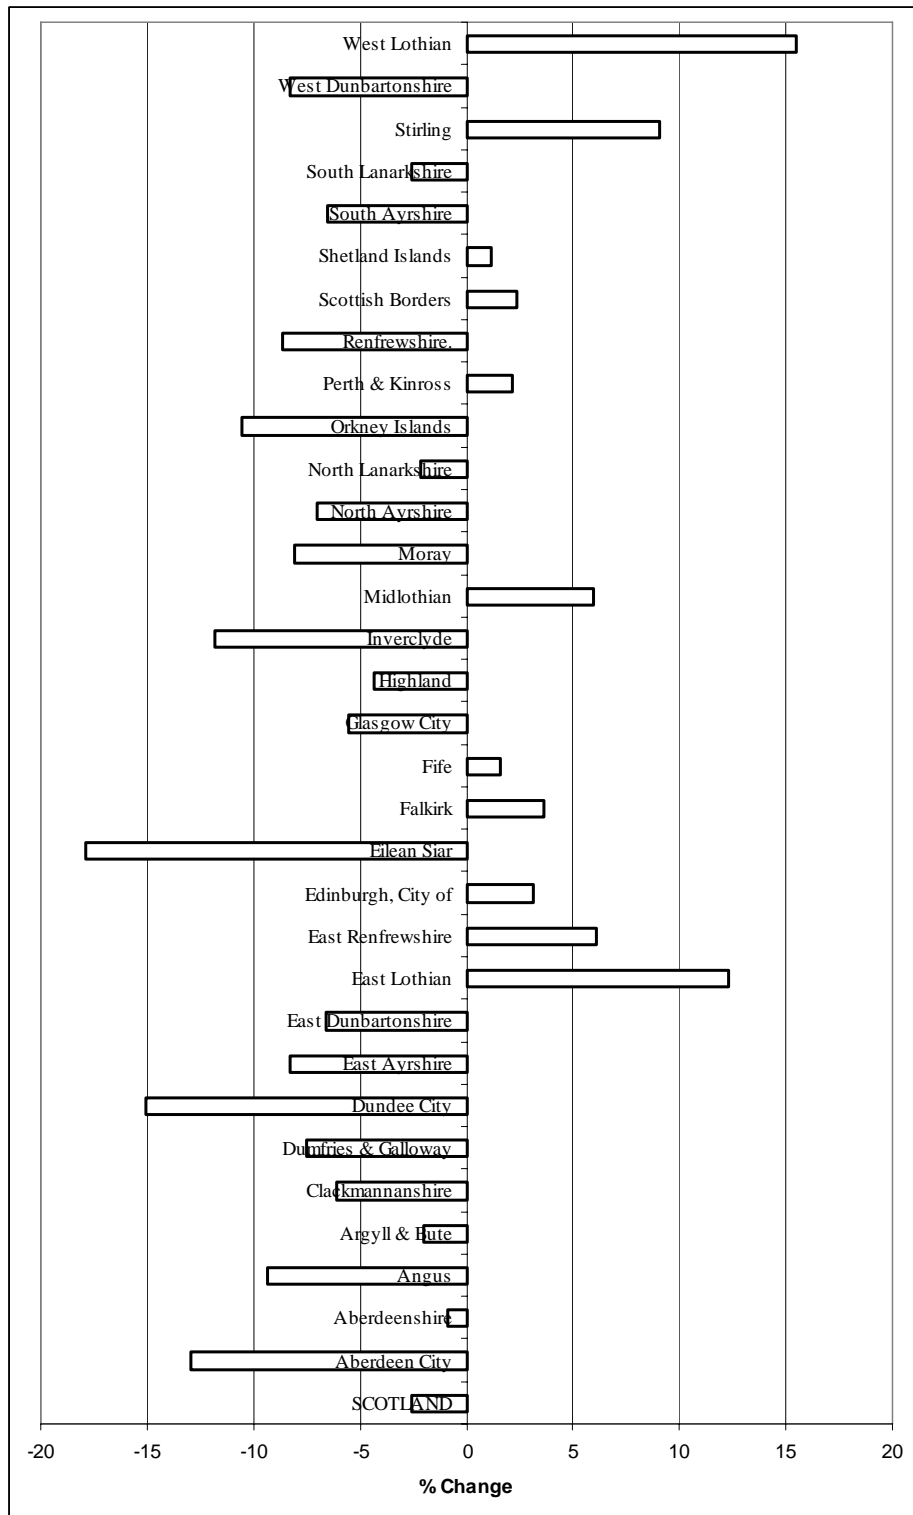 West Lothian
West Dunbartonshire
Stirling
South Lanarkshire
South Ayrshire
Shetland Islands
Scottish Borders
Renfrewshire.
Perth & Kinross
Orkney Islands
North Lanarkshire
North Ayrshire
Moray
Midlothian
Inverclyde
Highland
Glasgow City
Fife
Falkirk
Eilean Siar
Edinburgh, City of
East Renfrewshire
East Lothian
East Dunbartonshire
East Ayrshire
Dundee City
Dumfries & Galloway
Clackmannanshire
Argyll & Bute
Angus
Aberdeenshire
Aberdeen City
SCOTLAND
-20 -15 -10 -5 0 5 10 15 20
% Change